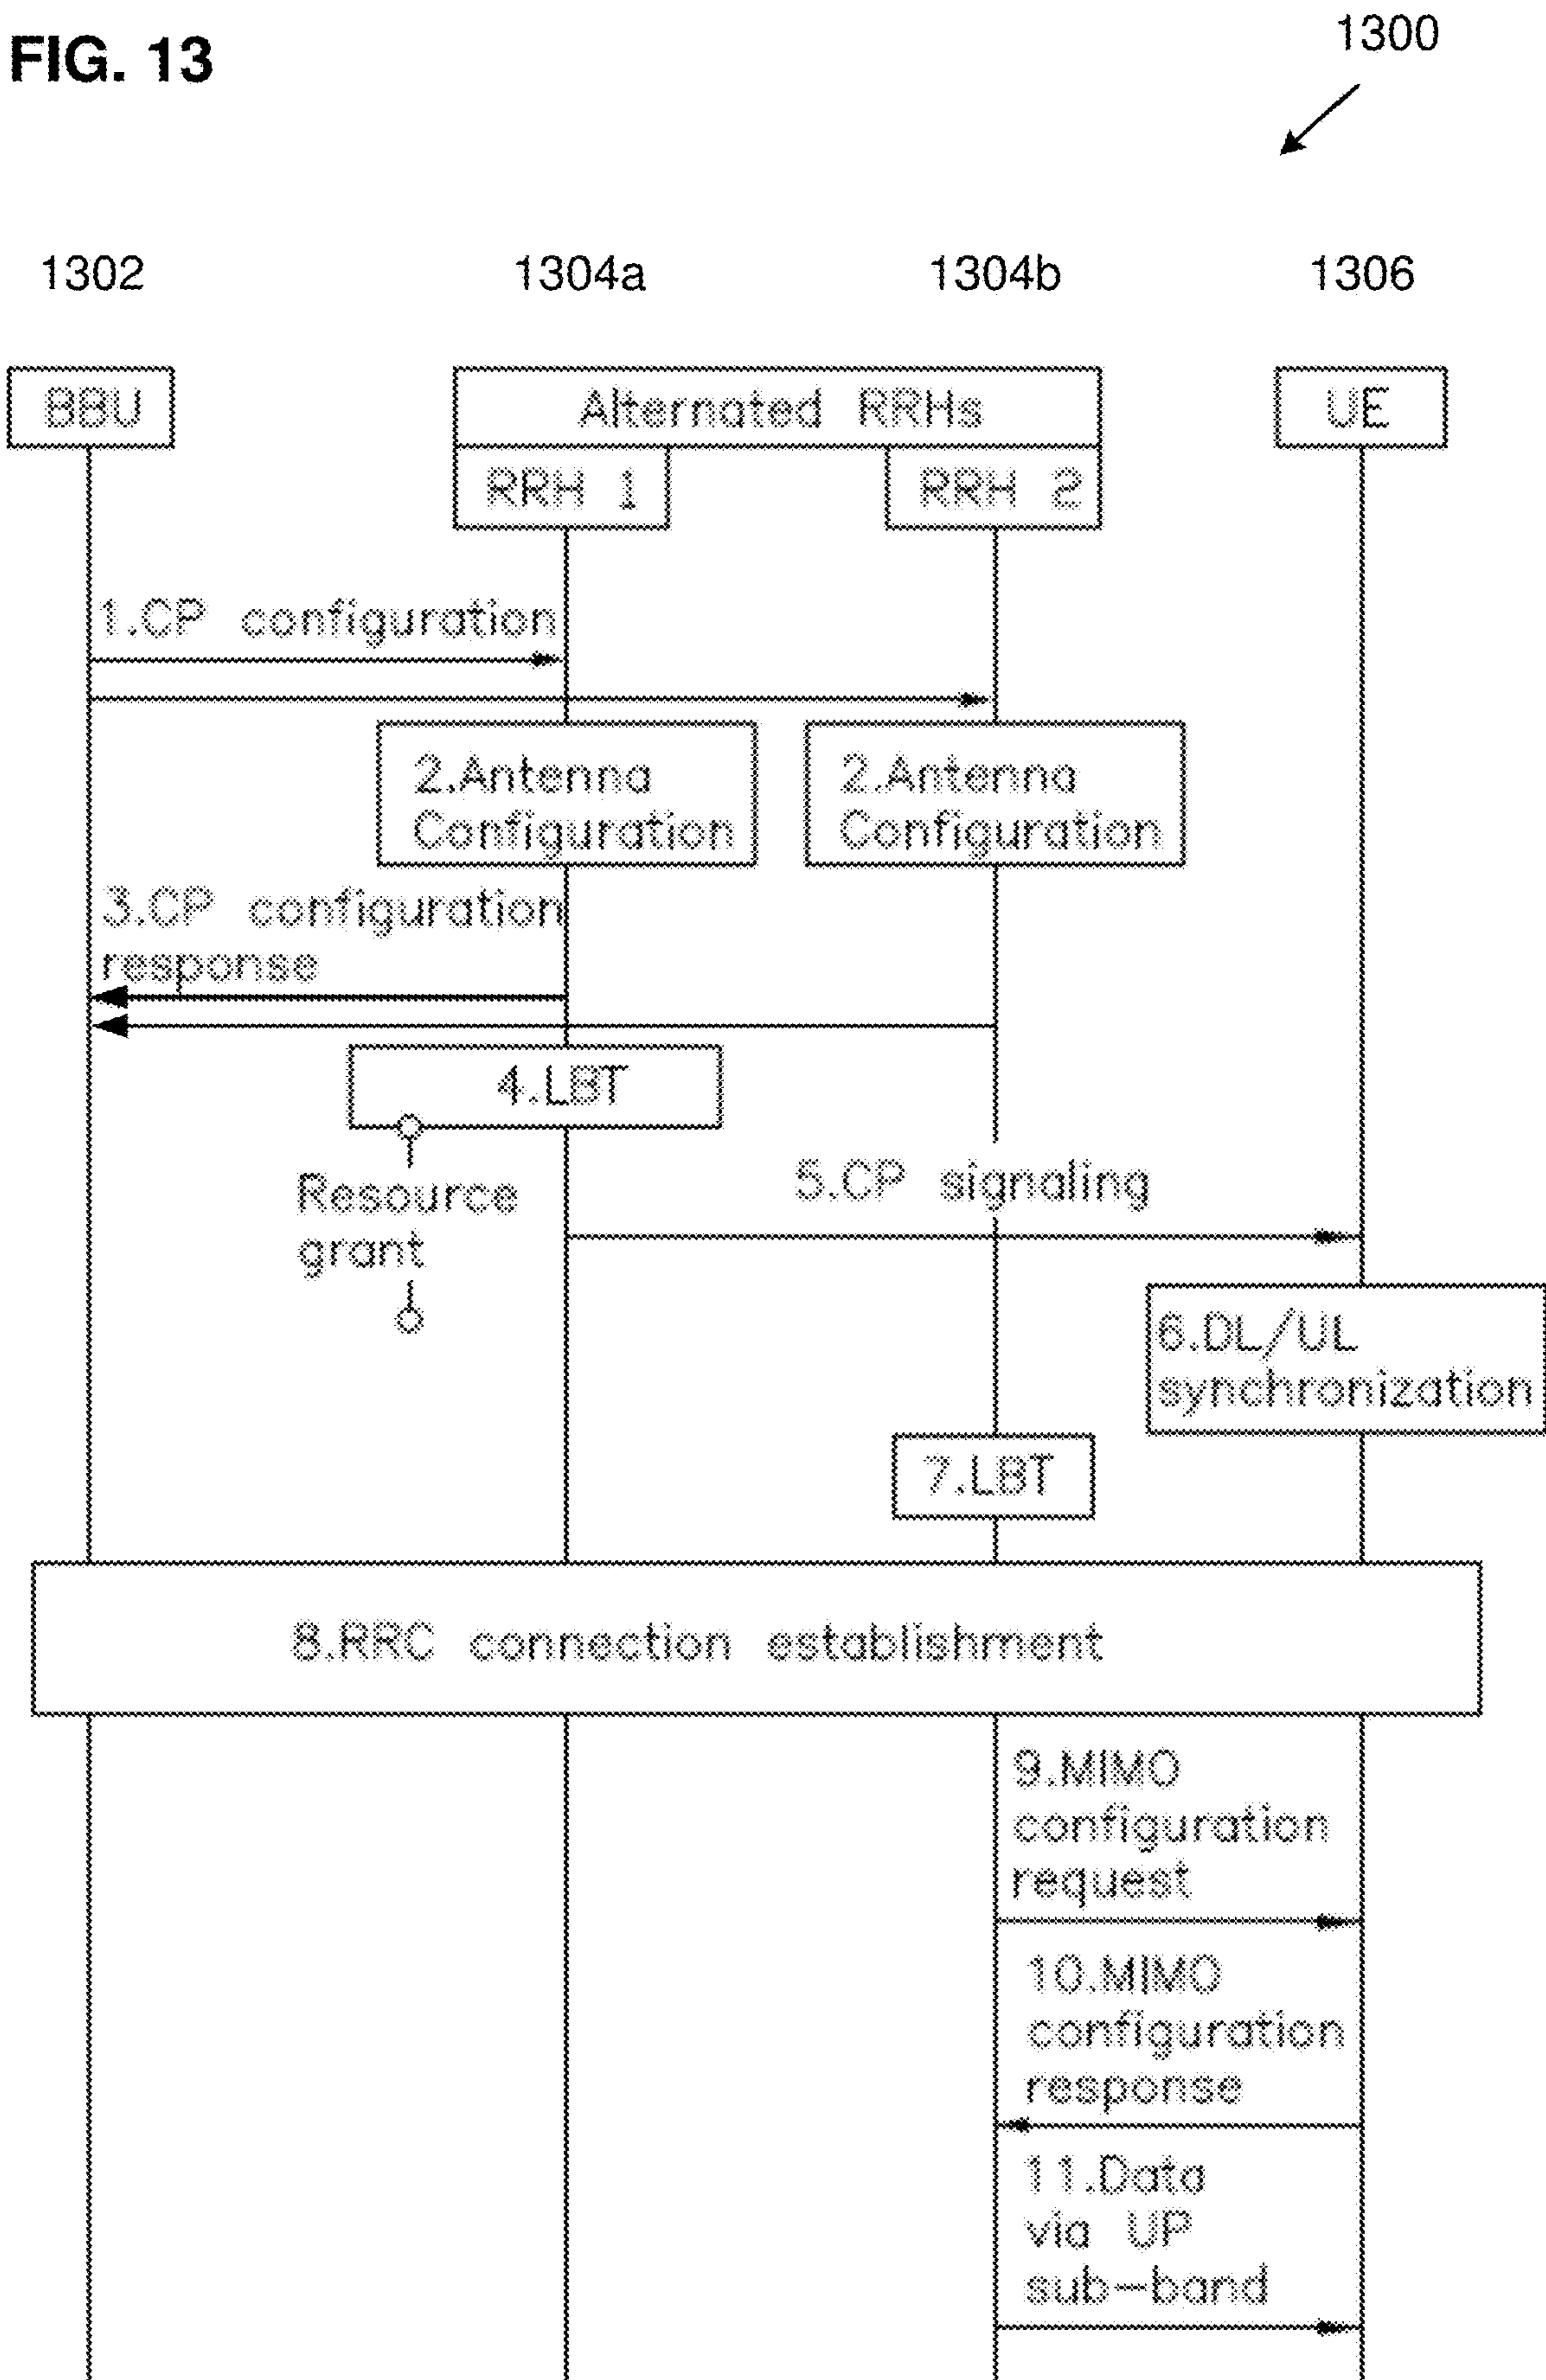 FIG. 13
1300
1302
1304a
1304b
1306
BBU
Alternated RRHs
UE
RRH 1
RRH 2
1.CP configuration
2.Antenna
Configuration
2.Antenna
Configuration
3.CP configuration
response
4.LBT
Resource
grant
5.CP signaling
6.DL/UL
synchronization
7.LBT
8.RRC connection establishment
9.MIMO
configuration
request
10.MIMO
configuration
response
11.Data
via UP
sub-band